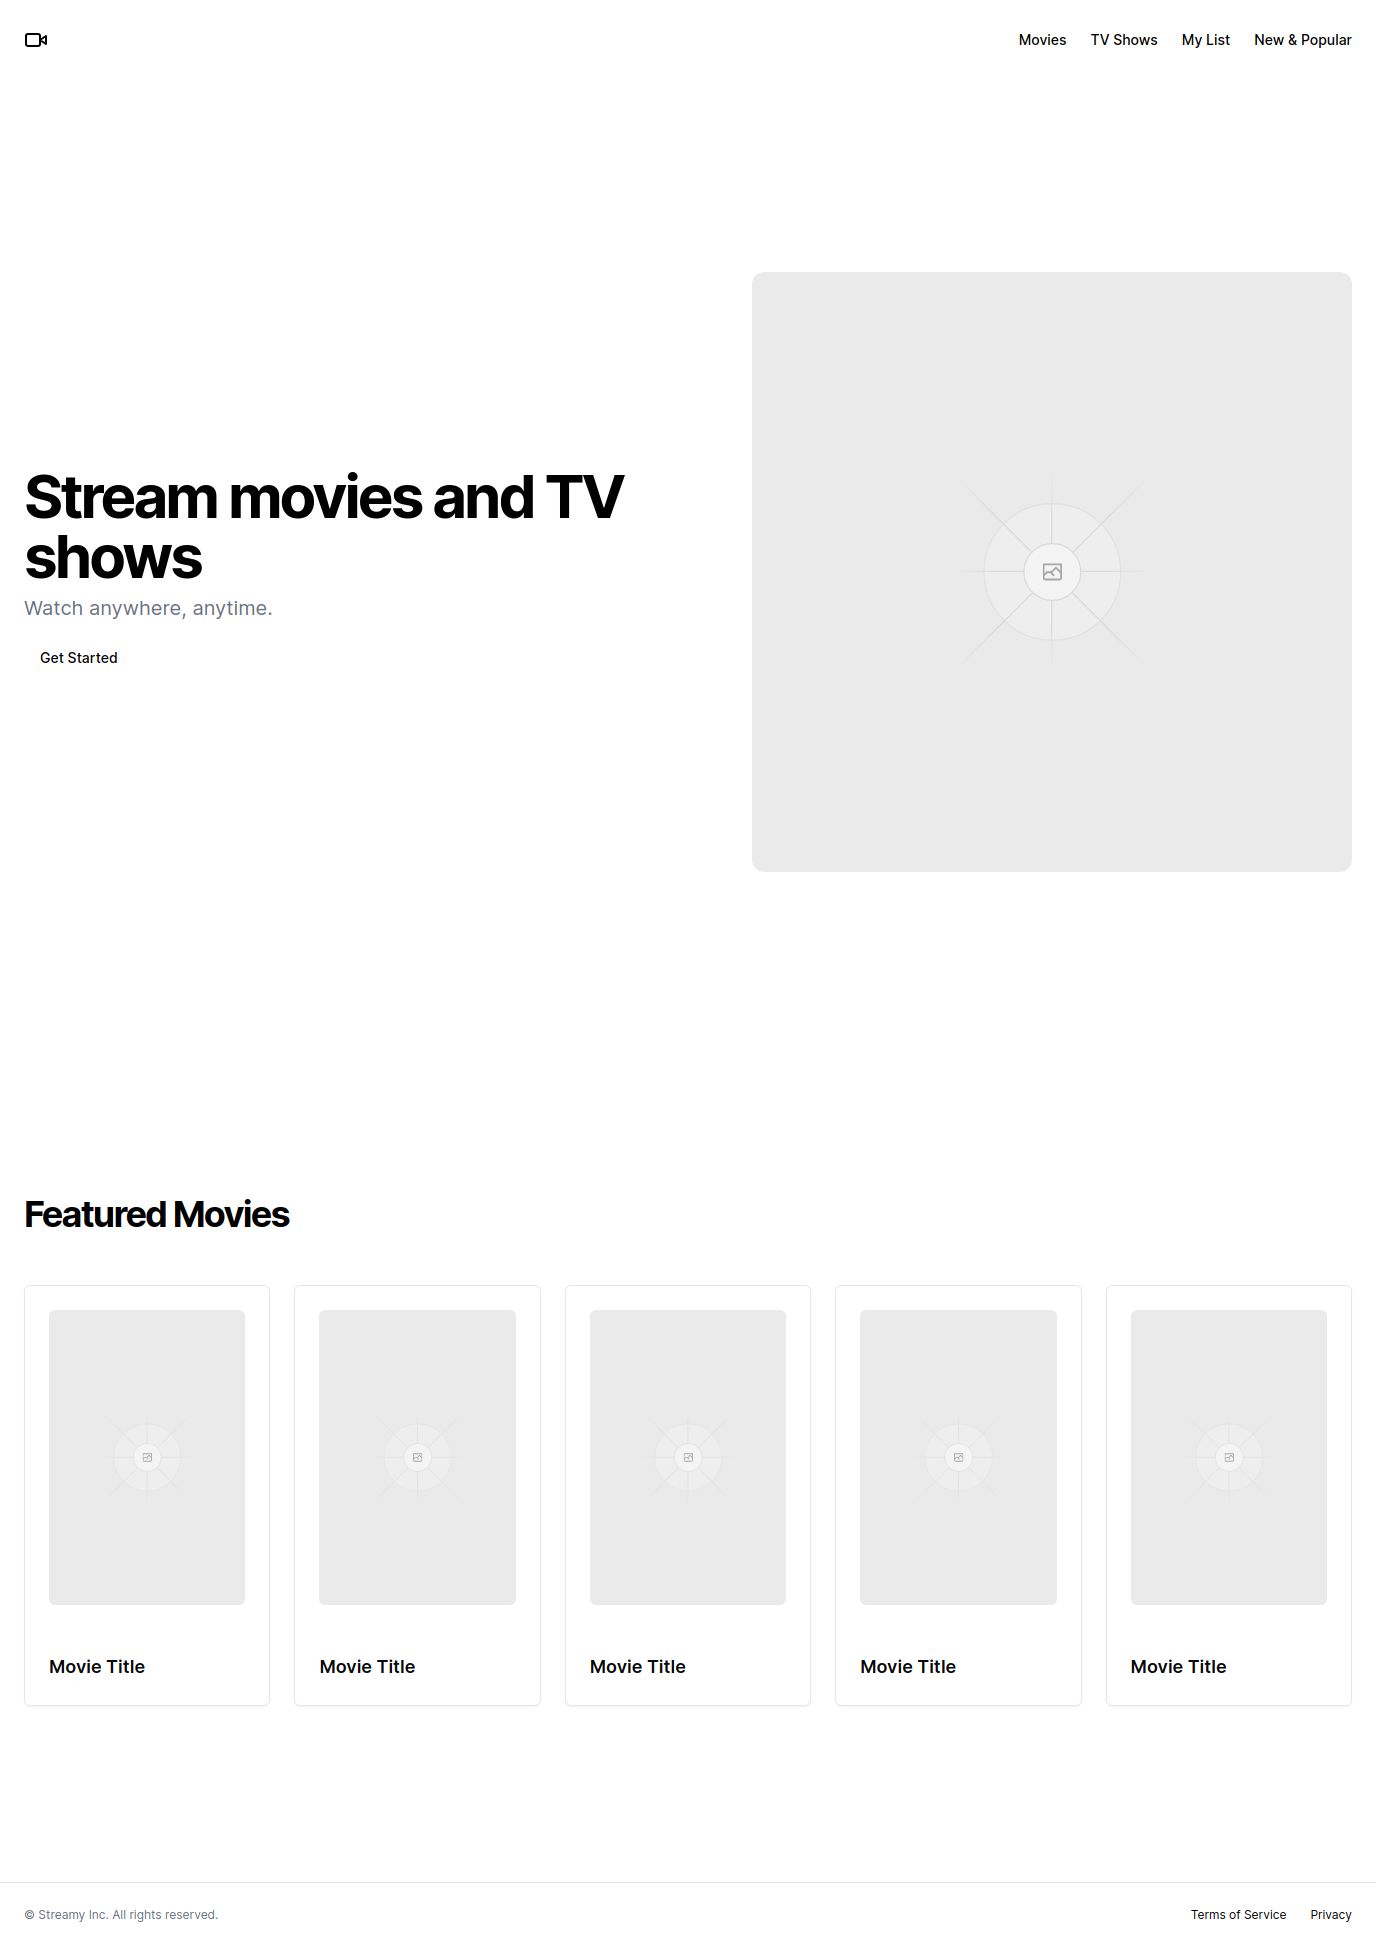 Movies TV Shows My List New & Popular
Stream movies and TV
shows
Watch anywhere, anytime.
Get Started
Featured Movies
Movie Title Movie Title Movie Title Movie Title Movie Title
© Streamy Inc. All rights reserved. Terms of Service Privacy